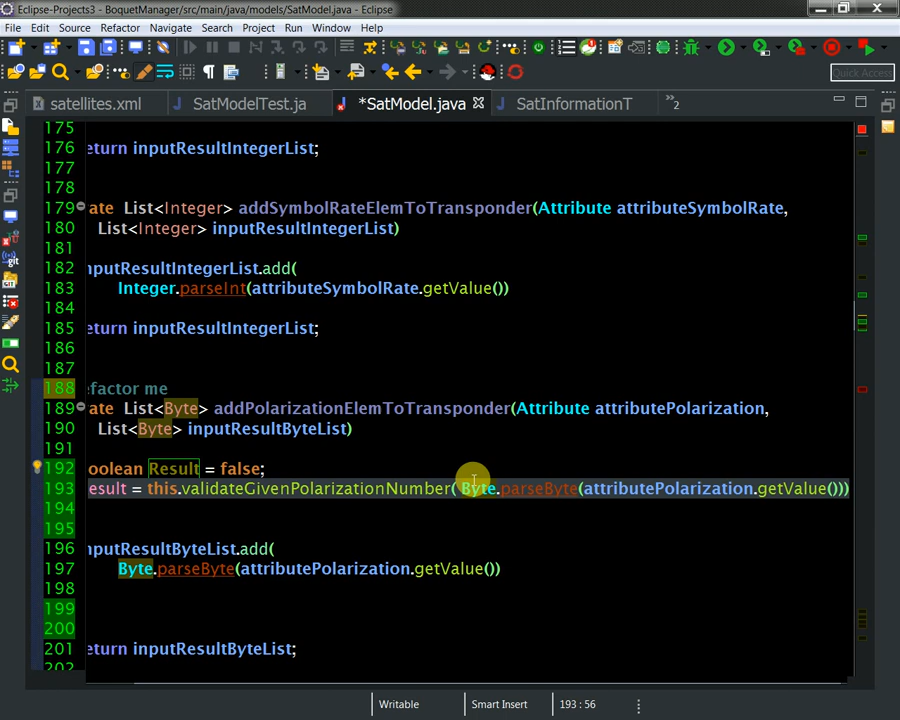 Eclipse-Projects3 - BoquetManager/src/main/java/models/SatModel.java - Eclipse
File Edit Source Refactor Navigate Search Project Run Window Help
Quick Access
satellites.xml SatModelTest.ja *SatModel.java SatInformationT »2
175
176 eturn inputResultIntegerList;
177
178
179 ate List<Integer> addSymbolRateElemToTransponder(Attribute attributeSymbolRate,
180 List<Integer> inputResultIntegerList)
181
182 nputResultIntegerList.add(
183 Integer.parseInt(attributeSymbolRate.getValue())
184
185 eturn inputResultIntegerList;
186
187
188 efactor me
189 ate List<Byte> addPolarizationElemToTransponder(Attribute attributePolarization,
190 List<Byte> inputResultByteList)
191
192 oolean Result = false;
193 esult = this.validateGivenPolarizationNumber( Byte.parseByte(attributePolarization.getValue()))
194
195
196 nputResultByteList.add(
197 Byte.parseByte(attributePolarization.getValue())
198
199
200
201 eturn inputResultByteList;
202
Writable Smart Insert 193 : 56